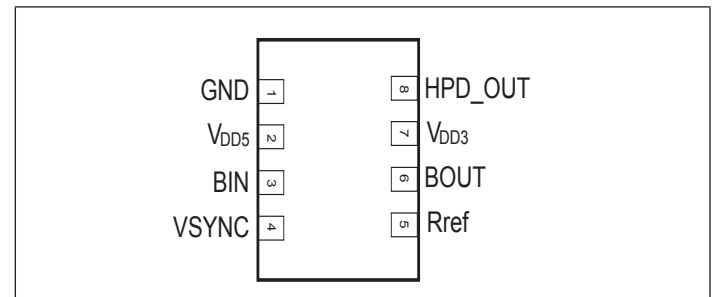 GND 1 8 HPD_OUT
VDD5 2 7 VDD3
BIN 3 6 BOUT
VSYNC 4 5 Rref